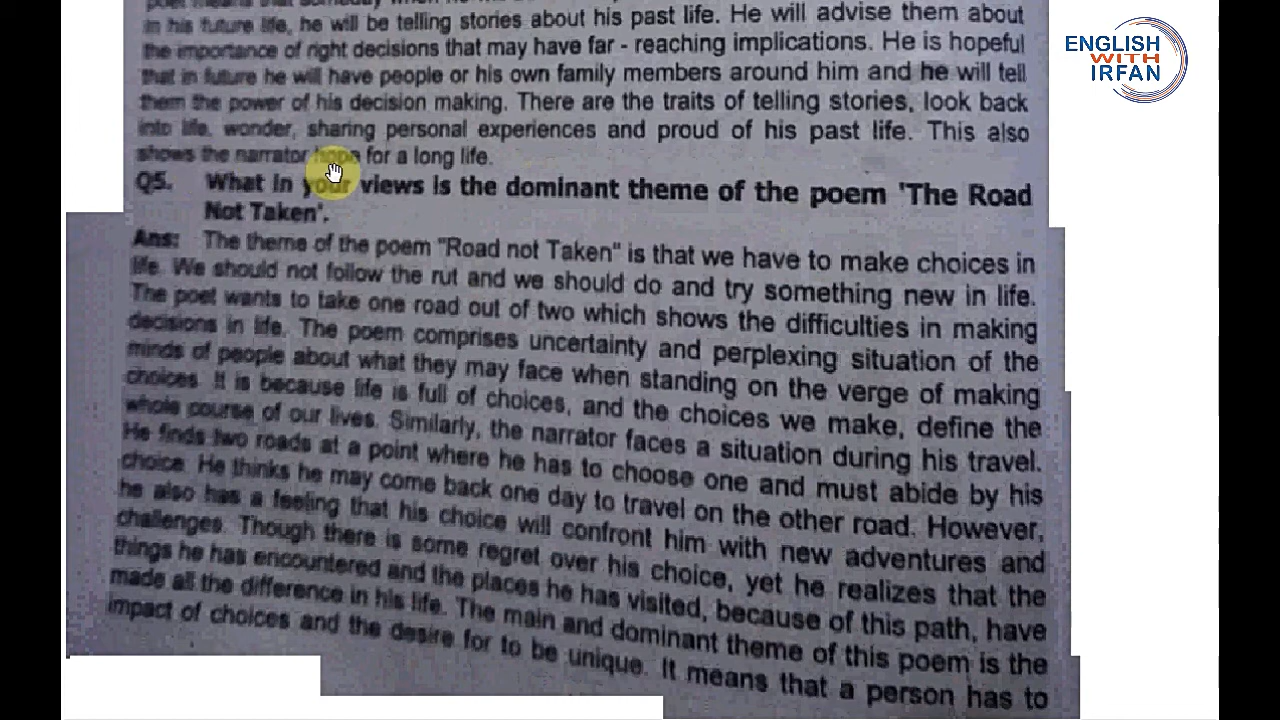 in his future life, he will be telling stories about his past life. He will advise them about
the importance of right decisions that may have far - reaching implications. He is hopeful
that in future he will have people or his own family members around him and he will tell
them the power of his decision making. There are the traits of telling stories, look back
into life, wonder, sharing personal experiences and proud of his past life. This also
shows the narrator hope for a long life.
Q5. What in your views is the dominant theme of the poem 'The Road
Not Taken'.
Ans: The theme of the poem "Road not Taken" is that we have to make choices in
life. We should not follow the rut and we should do and try something new in life.
The poet wants to take one road out of two which shows the difficulties in making
decisions in life. The poem comprises uncertainty and perplexing situation of the
minds of people about what they may face when standing on the verge of making
choices. It is because life is full of choices, and the choices we make, define the
whole course of our lives. Similarly, the narrator faces a situation during his travel.
He finds two roads at a point where he has to choose one and must abide by his
choice. He thinks he may come back one day to travel on the other road. However,
he also has a feeling that his choice will confront him with new adventures and
challenges. Though there is some regret over his choice, yet he realizes that the
things he has encountered and the places he has visited, because of this path, have
made all the difference in his life. The main and dominant theme of this poem is the
impact of choices and the desire for to be unique. It means that a person has to
ENGLISH
WITH
IRFAN